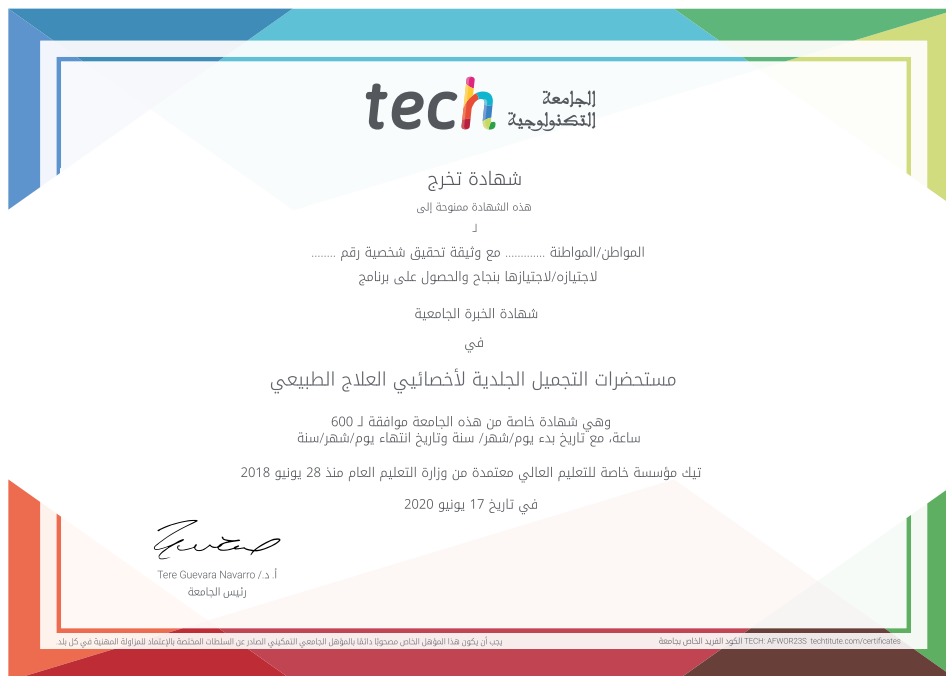 tech الجامعة
التكنولوجية
شهادة تخرج
هذه الشهادة ممنوحة إلى
لـ
المواطن/المواطنة ............. مع وثيقة تحقيق شخصية رقم ........
لاجتيازه/لاجتيازها بنجاح والحصول على برنامج
شهادة الخبرة الجامعية
في
مستحضرات التجميل الجلدية لأخصائيي العلاج الطبيعي
وهي شهادة خاصة من هذه الجامعة موافقة لـ 600
ساعة، مع تاريخ بدء يوم/شهر/ سنة وتاريخ انتهاء يوم/شهر/سنة
تيك مؤسسة خاصة للتعليم العالي معتمدة من وزارة التعليم العام منذ 28 يونيو 2018
في تاريخ 17 يونيو 2020
أ. د./ Tere Guevara Navarro
رئيس الجامعة
يجب أن يكون هذا المؤهل الخاص مصحوبًا دائمًا بالمؤهل الجامعي التمكيني الصادر عن السلطات المختصة بالإعتماد للمزاولة المهنية في كل بلد.
الكود الفريد الخاص بجامعة TECH: AFWOR23S techtitute.com/certificates